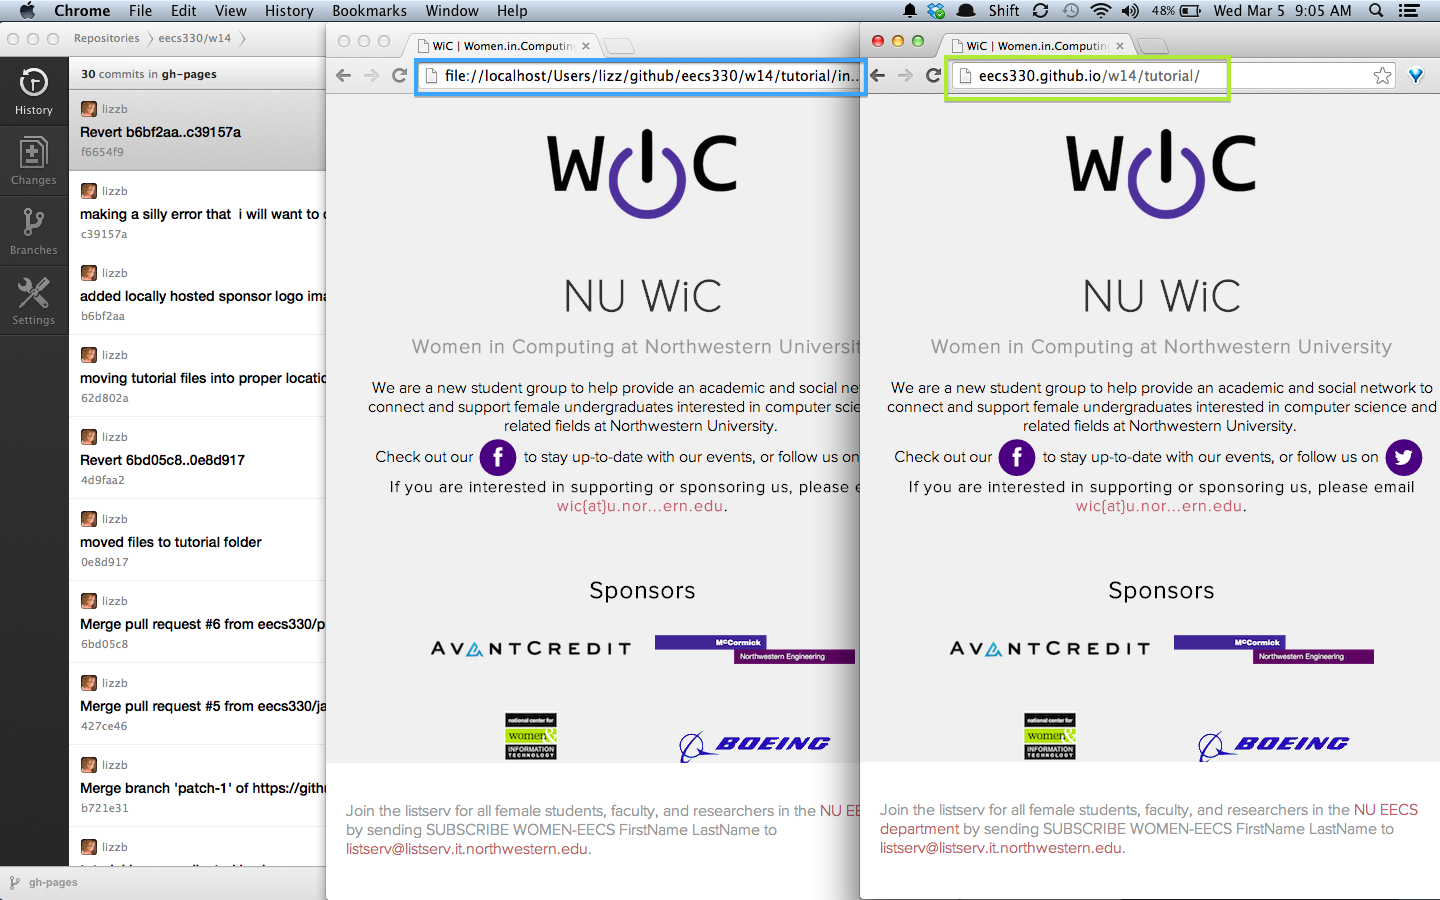 Chrome File Edit View History Bookmarks Window Help Shift 48% Wed Mar 5 9:05 AM
Repositories eecs330/w14
30 commits in gh-pages
History
Changes
Branches
Settings
lizzb
Revert b6bf2aa..c39157a
f6654f9
lizzb
making a silly error that i will want to
c39157a
lizzb
added locally hosted sponsor logo
b6bf2aa
lizzb
moving tutorial files into proper
62d802a
lizzb
Revert 6bd05c8..0e8d917
4d9faa2
lizzb
moved files to tutorial folder
0e8d917
lizzb
Merge pull request #6 from eecs330/p
6bd05c8
lizzb
Merge pull request #5 from eecs330/ja
427ce46
lizzb
Merge branch 'patch-1' of https://gith
b721e31
lizzb
gh-pages
WiC | Women.in.Computing
file://localhost/Users/lizz/github/eecs330/w14/tutorial/in...
WiC
NU WiC
Women in Computing at Northwestern Universit
We are a new student group to help provide an academic and social ne
connect and support female undergraduates interested in computer scie
related fields at Northwestern University.
Check out our f to stay up-to-date with our events, or follow us on
If you are interested in supporting or sponsoring us, please e
wic{at}u.nor...ern.edu.
Sponsors
AVANTCREDIT
McCormick
Northwestern Engineering
national center for
women&
INFORMATION
TECHNOLOGY
BOEING
Join the listserv for all female students, faculty, and researchers in the NU EE
by sending SUBSCRIBE WOMEN-EECS FirstName LastName to
listserv@listserv.it.northwestern.edu.
WiC | Women.in.Computing
eecs330.github.io/w14/tutorial/
WiC
NU WiC
Women in Computing at Northwestern University
We are a new student group to help provide an academic and social network to
connect and support female undergraduates interested in computer science and
related fields at Northwestern University.
Check out our f to stay up-to-date with our events, or follow us on
If you are interested in supporting or sponsoring us, please email
wic{at}u.nor...ern.edu.
Sponsors
AVANTCREDIT
McCormick
Northwestern Engineering
national center for
women&
INFORMATION
TECHNOLOGY
BOEING
Join the listserv for all female students, faculty, and researchers in the NU EECS
department by sending SUBSCRIBE WOMEN-EECS FirstName LastName to
listserv@listserv.it.northwestern.edu.